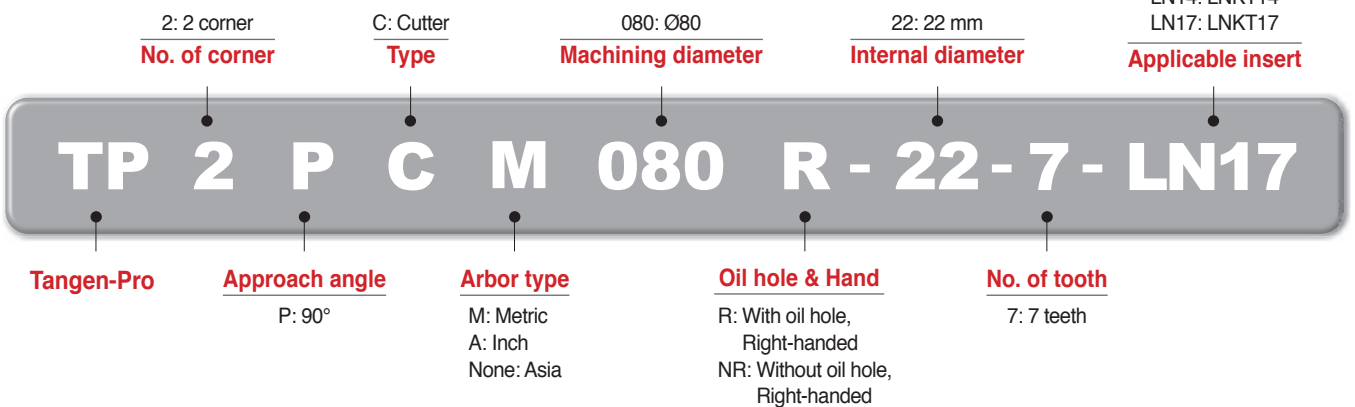 2: 2 corner
No. of corner
C: Cutter
Type
080: Ø80
Machining diameter
22: 22 mm
Internal diameter
LN17: LNKT17
Applicable insert
TP 2 P C M 080 R - 22 - 7 - LN17
Tangen-Pro
Approach angle
P: 90°
Arbor type
M: Metric
A: Inch
None: Asia
Oil hole & Hand
R: With oil hole,
Right-handed
NR: Without oil hole,
Right-handed
No. of tooth
7: 7 teeth